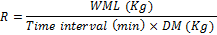 R = WML (Kg) / Time interval (min) × DM (Kg)